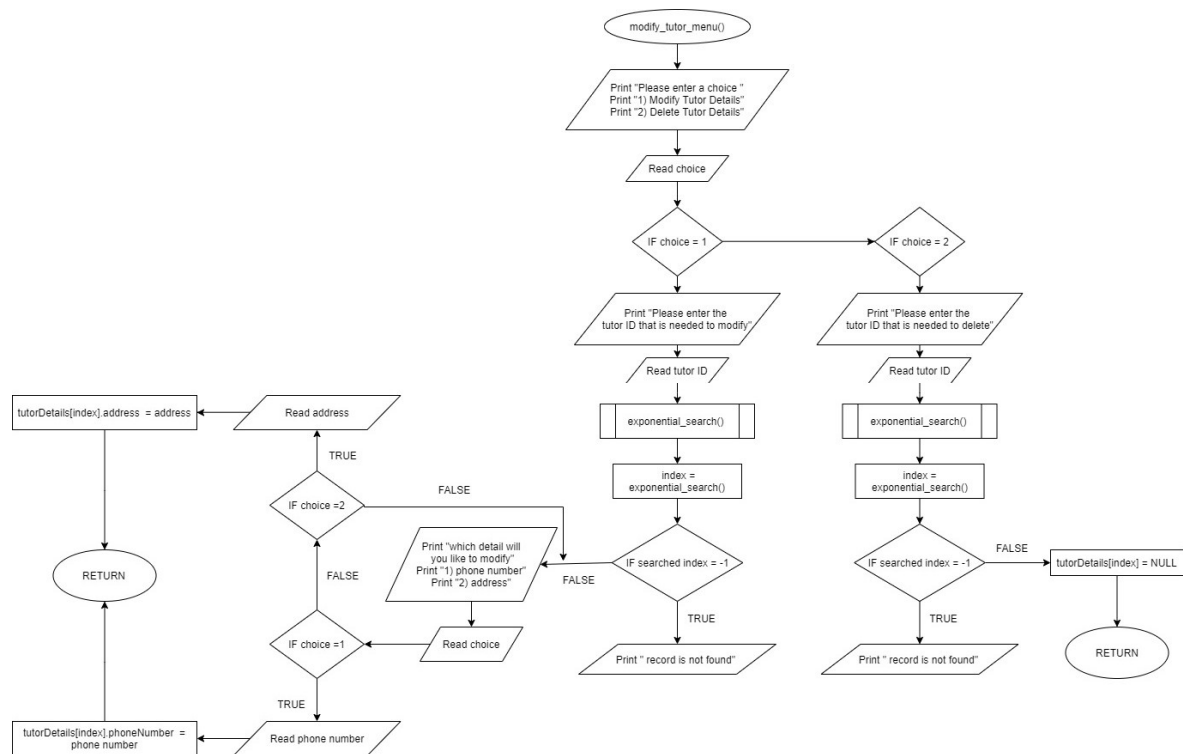 modify_tutor_menu()
Print "Please enter a choice "
Print "1) Modify Tutor Details"
Print "2) Delete Tutor Details"
Read choice
IF choice = 1
IF choice = 2
Print "Please enter the
tutor ID that is needed to modify"
Print "Please enter the
tutor ID that is needed to delete"
Read tutor ID
Read tutor ID
tutorDetails[index].address = address
Read address
exponential_search()
exponential_search()
TRUE
index =
exponential_search()
index =
exponential_search()
IF choice =2
FALSE
Print "which detail will
you like to modify"
Print "1) phone number"
Print "2) address"
FALSE
IF searched index = -1
IF searched index = -1
FALSE
tutorDetails[index] = NULL
RETURN
FALSE
TRUE
TRUE
IF choice =1
Read choice
Print " record is not found"
Print " record is not found"
RETURN
TRUE
tutorDetails[index].phoneNumber =
phone number
Read phone number